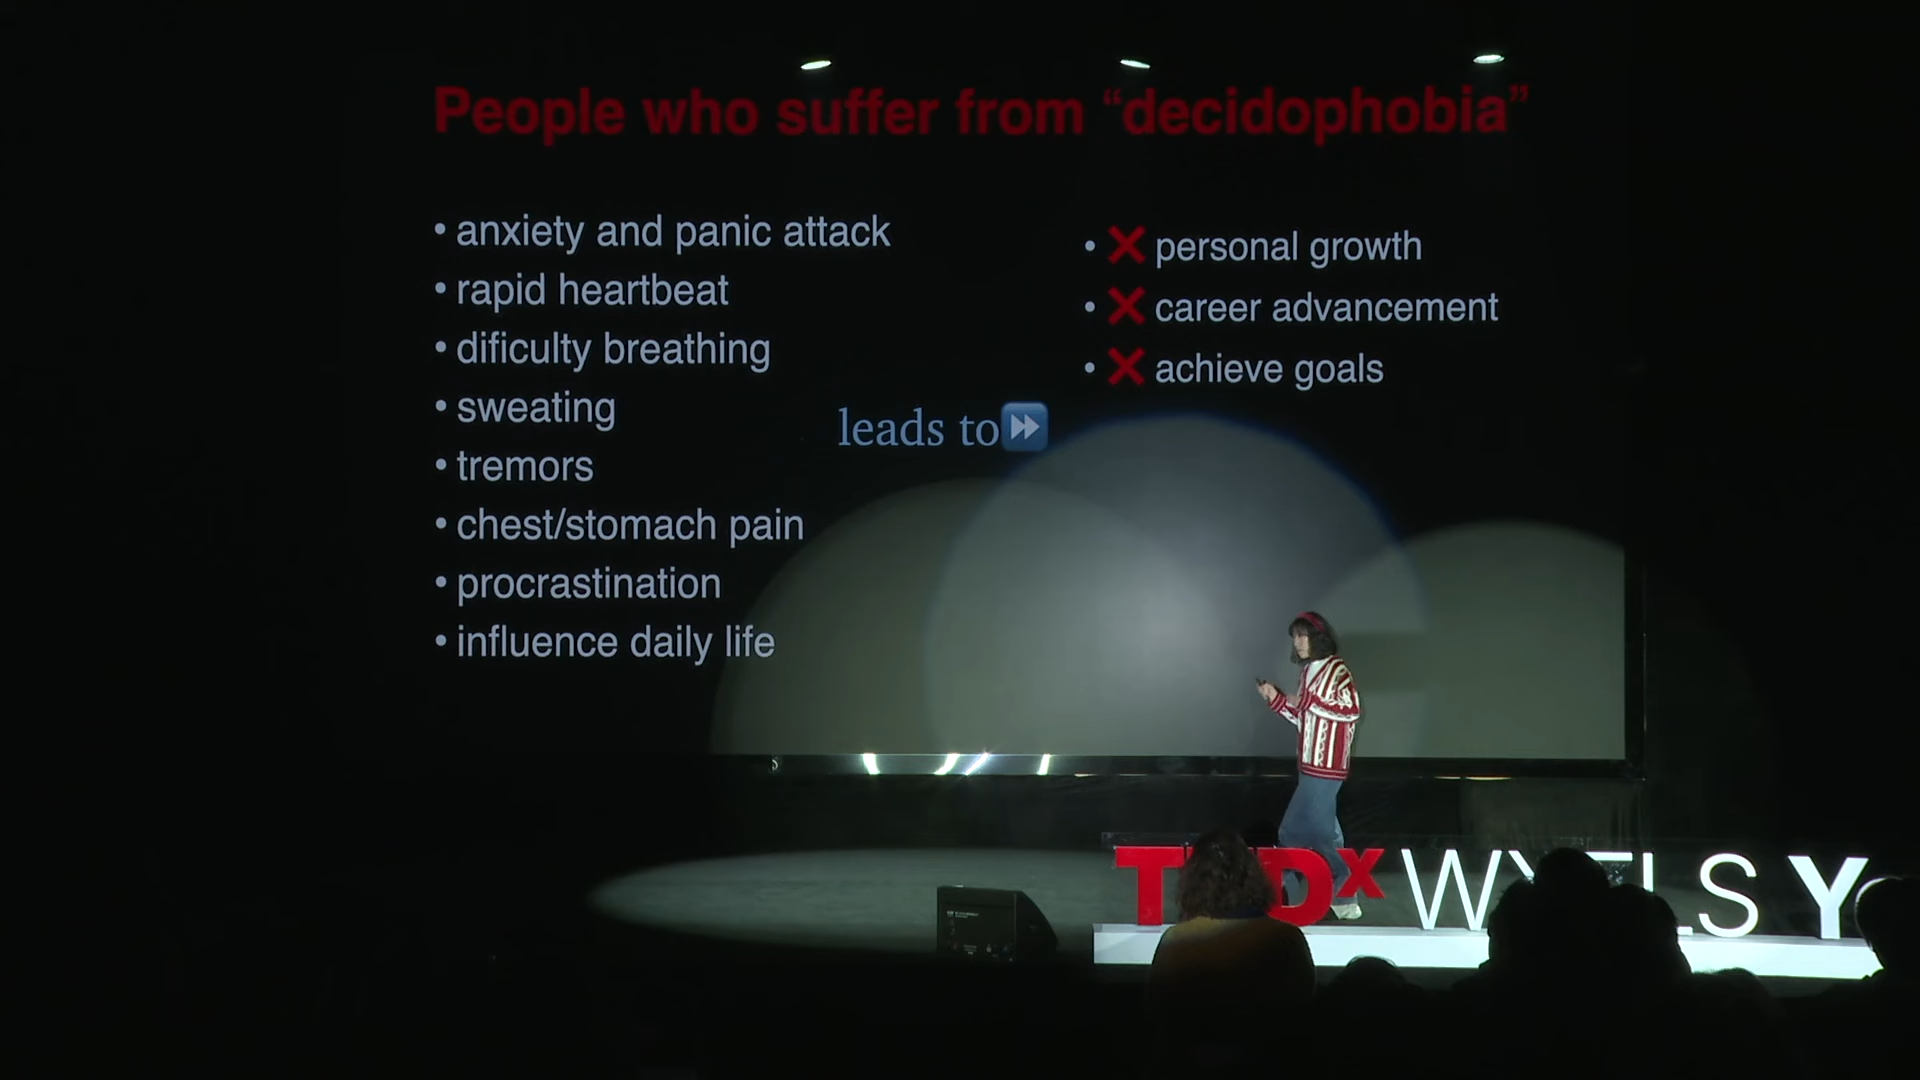 People who suffer from “decidophobia”
• anxiety and panic attack
• rapid heartbeat
• dificulty breathing
• sweating
• tremors
• chest/stomach pain
• procrastination
• influence daily life
leads to⏩
• ❌ personal growth
• ❌ career advancement
• ❌ achieve goals